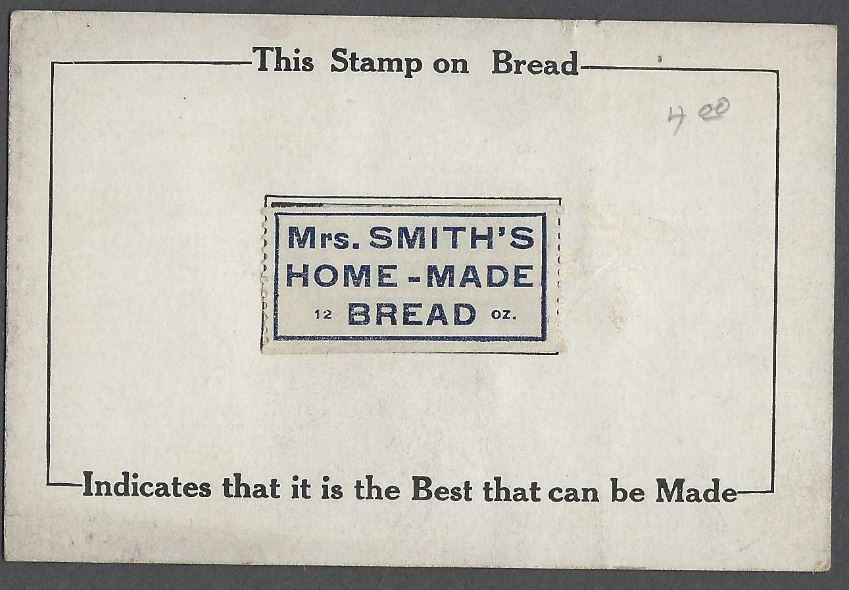 This Stamp on Bread
4 00
Mrs. SMITH'S
HOME-MADE
12 BREAD OZ.
Indicates that it is the Best that can be Made